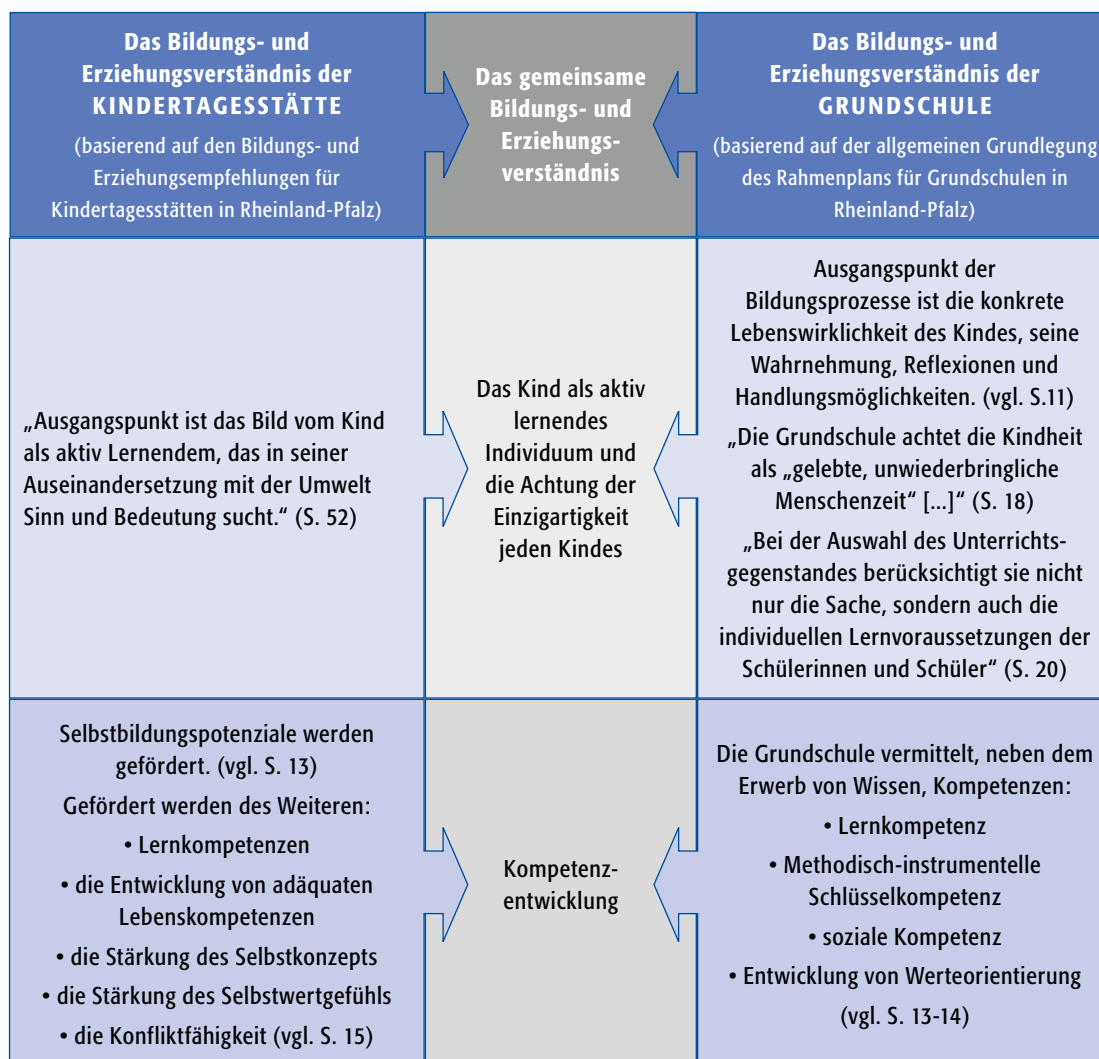 Das Bildungs- und
Erziehungsverständnis der
KINDERTAGESSTÄTTE
(basierend auf den Bildungs- und
Erziehungsempfehlungen für
Kindertagesstätten in Rheinland-Pfalz)
Das gemeinsame
Bildungs- und
Erziehungs-
verständnis
Das Bildungs- und
Erziehungsverständnis der
GRUNDSCHULE
(basierend auf der allgemeinen Grundlegung
des Rahmenplans für Grundschulen in
Rheinland-Pfalz)
„Ausgangspunkt ist das Bild vom Kind
als aktiv Lernendem, das in seiner
Auseinandersetzung mit der Umwelt
Sinn und Bedeutung sucht.“ (S. 52)
Das Kind als aktiv
lernendes
Individuum und
die Achtung der
Einzigartigkeit
jeden Kindes
Ausgangspunkt der
Bildungsprozesse ist die konkrete
Lebenswirklichkeit des Kindes, seine
Wahrnehmung, Reflexionen und
Handlungsmöglichkeiten. (vgl. S.11)
„Die Grundschule achtet die Kindheit
als „gelebte, unwiederbringliche
Menschenzeit“ [...]“ (S. 18)
„Bei der Auswahl des Unterrichts-
gegenstandes berücksichtigt sie nicht
nur die Sache, sondern auch die
individuellen Lernvoraussetzungen der
Schülerinnen und Schüler“ (S. 20)
Selbstbildungspotenziale werden
gefördert. (vgl. S. 13)
Gefördert werden des Weiteren:
• Lernkompetenzen
• die Entwicklung von adäquaten
Lebenskompetenzen
• die Stärkung des Selbstkonzepts
• die Stärkung des Selbstwertgefühls
• die Konfliktfähigkeit (vgl. S. 15)
Kompetenz-
entwicklung
Die Grundschule vermittelt, neben dem
Erwerb von Wissen, Kompetenzen:
• Lernkompetenz
• Methodisch-instrumentelle
Schlüsselkompetenz
• soziale Kompetenz
• Entwicklung von Werteorientierung
(vgl. S. 13-14)